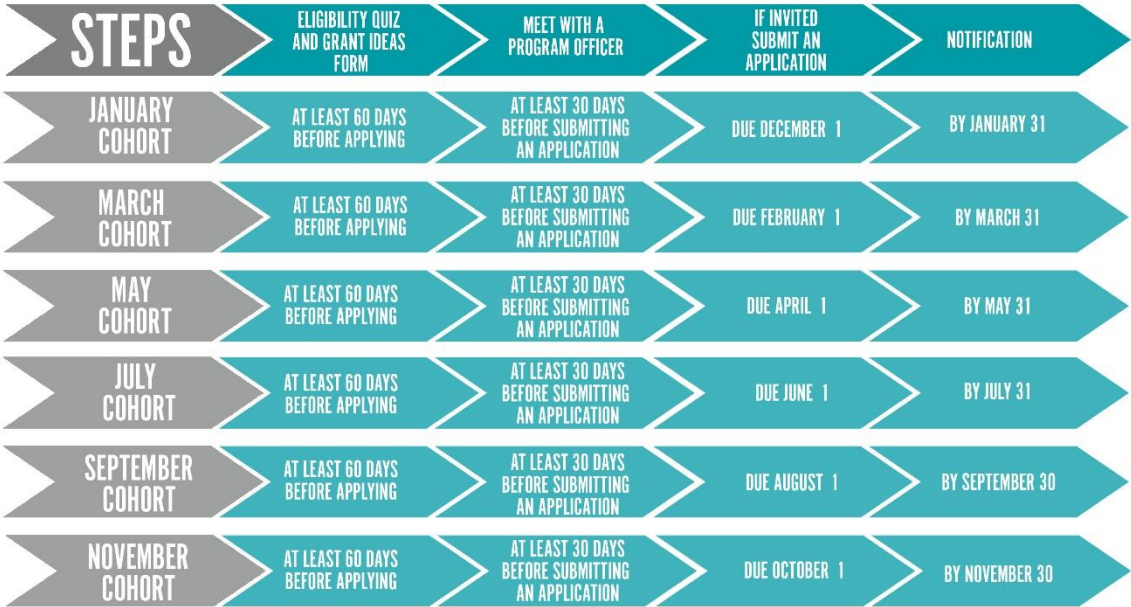 STEPS
ELIGIBILITY QUIZ
AND GRANT IDEAS
FORM
MEET WITH A
PROGRAM OFFICER
IF INVITED
SUBMIT AN
APPLICATION
NOTIFICATION
JANUARY
COHORT
AT LEAST 60 DAYS
BEFORE APPLYING
AT LEAST 30 DAYS
BEFORE SUBMITTING
AN APPLICATION
DUE DECEMBER 1
BY JANUARY 31
MARCH
COHORT
AT LEAST 60 DAYS
BEFORE APPLYING
AT LEAST 30 DAYS
BEFORE SUBMITTING
AN APPLICATION
DUE FEBRUARY 1
BY MARCH 31
MAY
COHORT
AT LEAST 60 DAYS
BEFORE APPLYING
AT LEAST 30 DAYS
BEFORE SUBMITTING
AN APPLICATION
DUE APRIL 1
BY MAY 31
JULY
COHORT
AT LEAST 60 DAYS
BEFORE APPLYING
AT LEAST 30 DAYS
BEFORE SUBMITTING
AN APPLICATION
DUE JUNE 1
BY JULY 31
SEPTEMBER
COHORT
AT LEAST 60 DAYS
BEFORE APPLYING
AT LEAST 30 DAYS
BEFORE SUBMITTING
AN APPLICATION
DUE AUGUST 1
BY SEPTEMBER 30
NOVEMBER
COHORT
AT LEAST 60 DAYS
BEFORE APPLYING
AT LEAST 30 DAYS
BEFORE SUBMITTING
AN APPLICATION
DUE OCTOBER 1
BY NOVEMBER 30